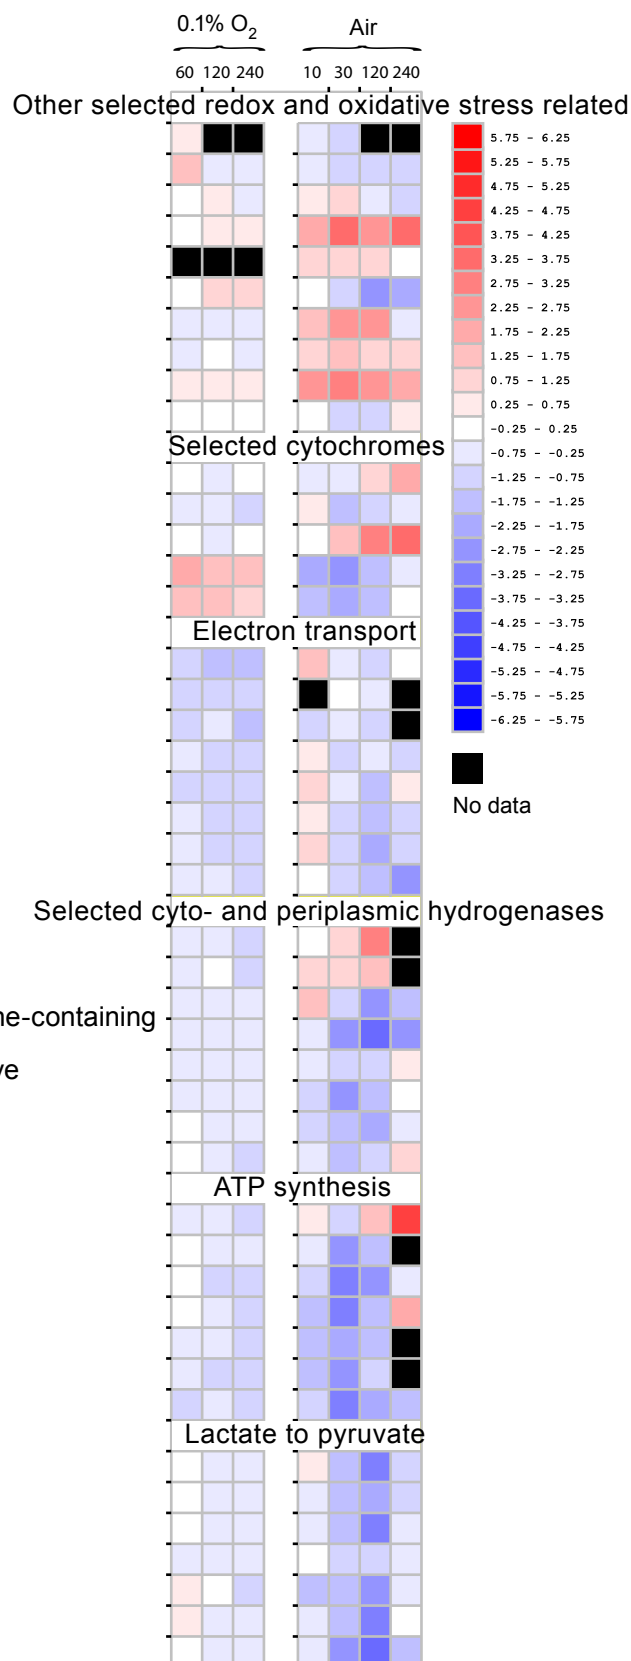 0.1% O2 Air
60 120 240 10 30 120 240
Other selected redox and oxidative stress related
5.75 - 6.25
5.25 - 5.75
4.75 - 5.25
4.25 - 4.75
3.75 - 4.25
3.25 - 3.75
2.75 - 3.25
2.25 - 2.75
1.75 - 2.25
1.25 - 1.75
0.75 - 1.25
0.25 - 0.75
-0.25 - 0.25
-0.75 - -0.25
-1.25 - -0.75
-1.75 - -1.25
-2.25 - -1.75
-2.75 - -2.25
-3.25 - -2.75
-3.75 - -3.25
-4.25 - -3.75
-4.75 - -4.25
-5.25 - -4.75
-5.75 - -5.25
-6.25 - -5.75
No data
Selected cytochromes
Electron transport
Selected cyto- and periplasmic hydrogenases
ne-containing
ve
ATP synthesis
Lactate to pyruvate